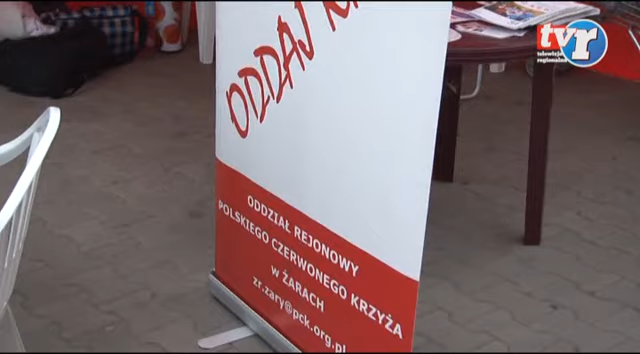 ODDAJ
ODDZIAŁ REJONOWY
POLSKIEGO CZERWONEGO KRZYŻA
w ŻARACH
zr.zary@pck.org.pl
tvr
telewizja
regionalna